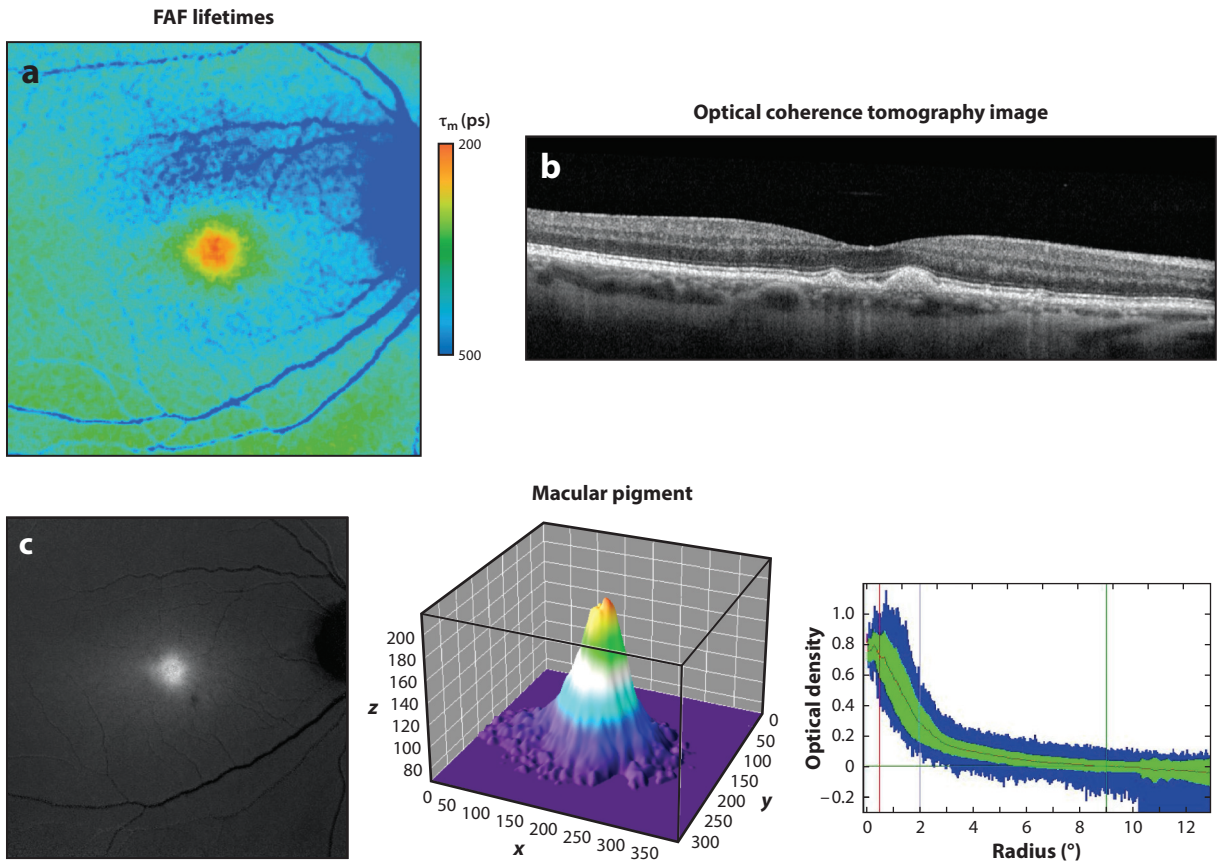 FAF lifetimes
a
τm (ps)
200
500
Optical coherence tomography image
b
c
Macular pigment
z
200
180
160
140
120
100
80
0 50 100 150 200 250 300 350
x
0
50
100
150
200
250
300
y
Optical density
1.0
0.8
0.6
0.4
0.2
0
−0.2
0 2 4 6 8 10 12
Radius (°)